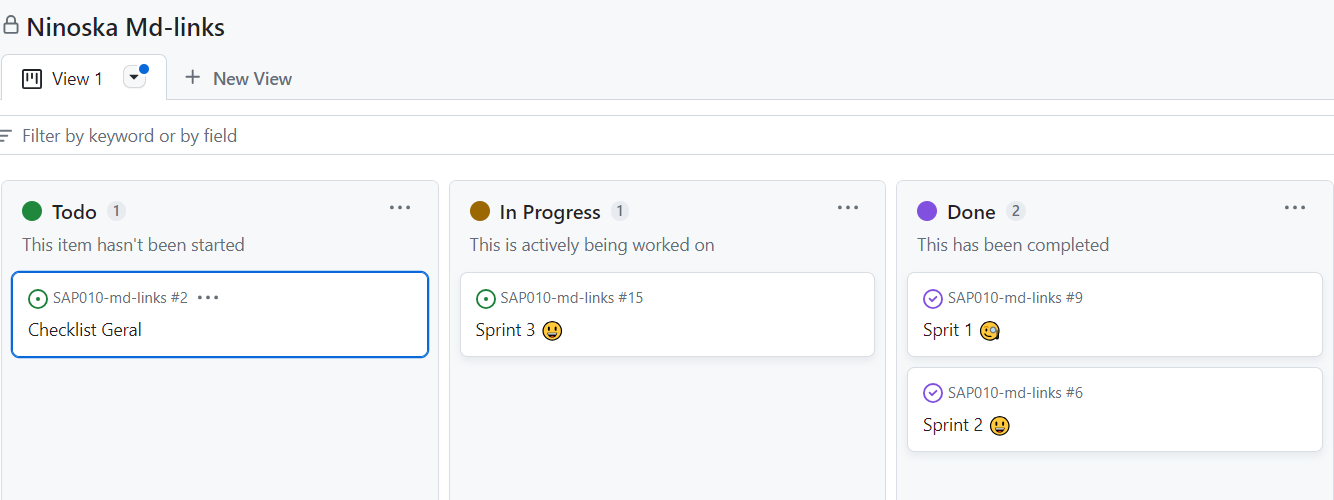 Ninoska Md-links
View 1
New View
Filter by keyword or by field
Todo 1
This item hasn't been started
SAP010-md-links #2
Checklist Geral
In Progress 1
This is actively being worked on
SAP010-md-links #15
Sprint 3 😃
Done 2
This has been completed
SAP010-md-links #9
Sprit 1 🧐
SAP010-md-links #6
Sprint 2 😃